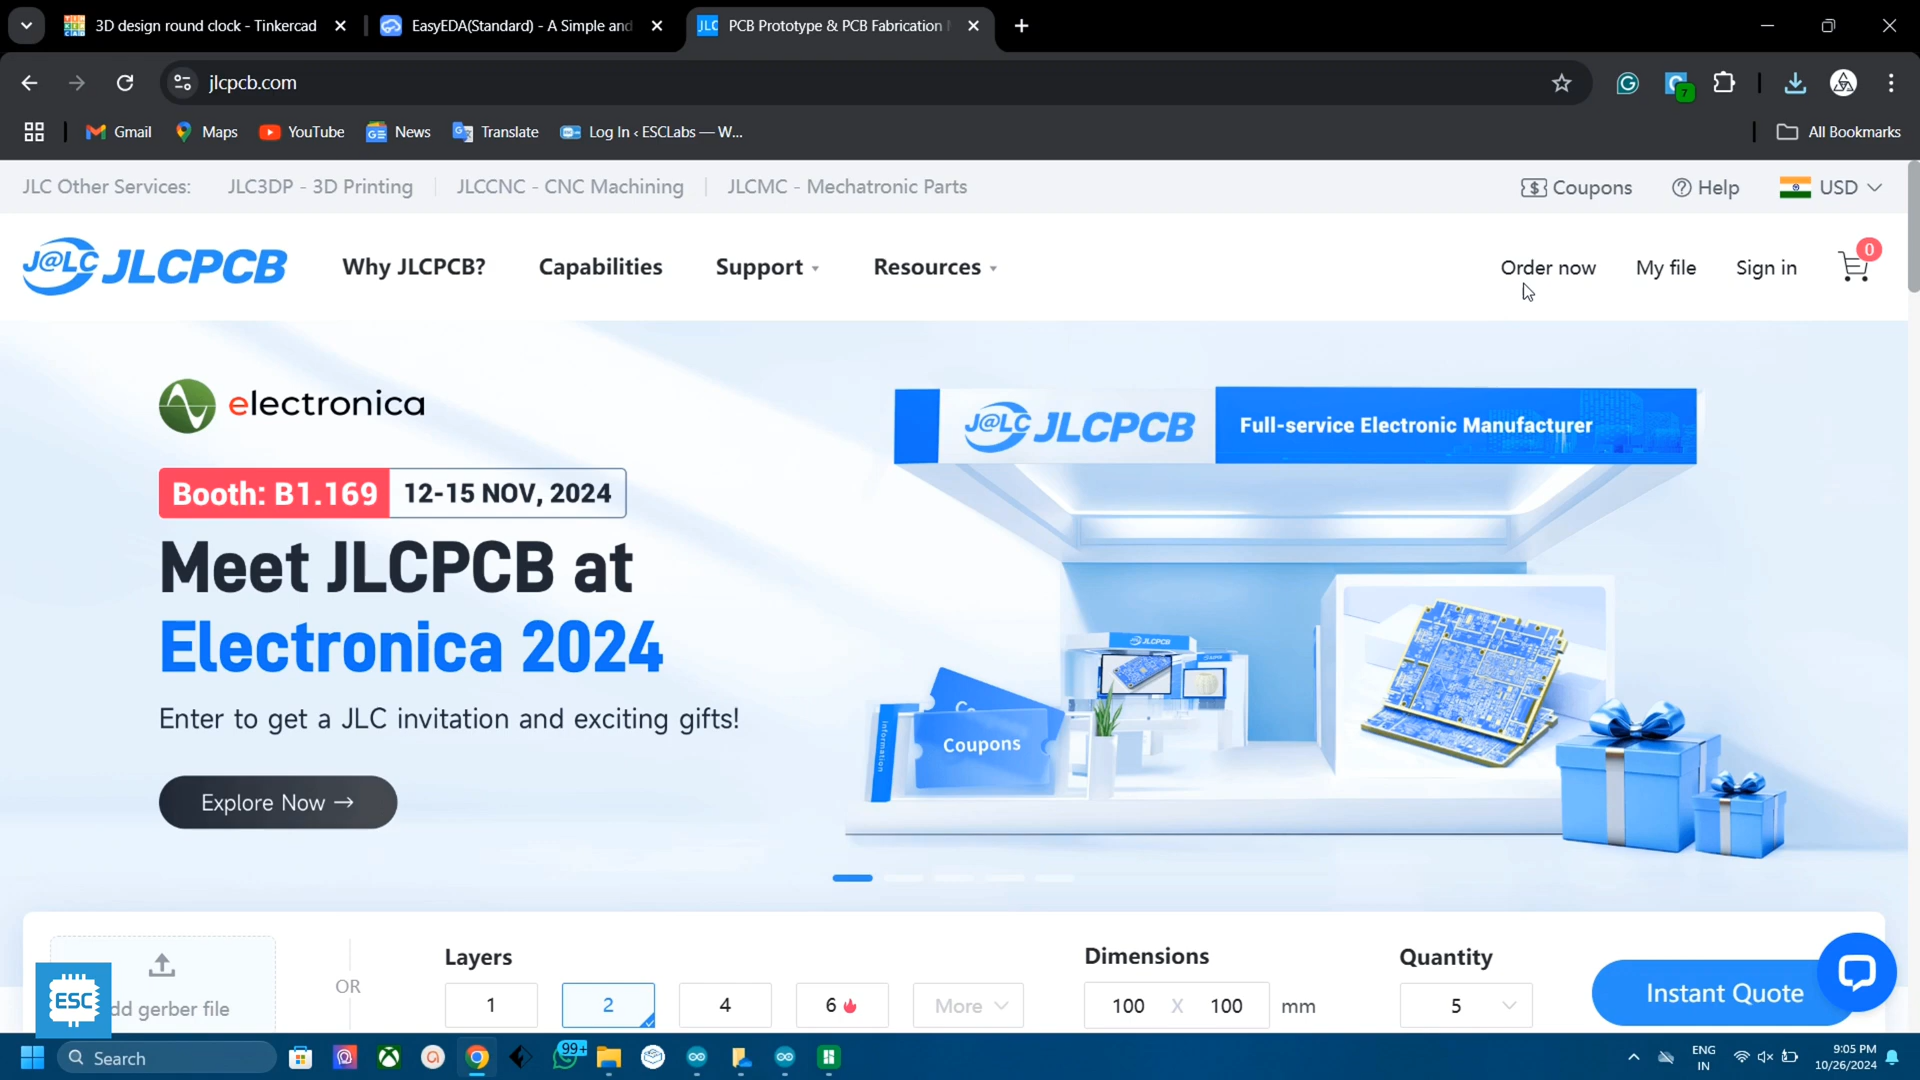 3D design round clock - Tinkercad
EasyEDA(Standard) - A Simple and
JLC PCB Prototype & PCB Fabrication
jlcpcb.com
7
Gmail
Maps
YouTube
News
Translate
Log In ‹ ESCLabs — W...
All Bookmarks
JLC Other Services:
JLC3DP - 3D Printing
JLCCNC - CNC Machining
JLCMC - Mechatronic Parts
Coupons
Help
USD
J@LC JLCPCB
Why JLCPCB?
Capabilities
Support
Resources
Order now
My file
Sign in
0
electronica
J@LC JLCPCB
Full-service Electronic Manufacturer
Booth: B1.169
12-15 NOV, 2024
Meet JLCPCB at
Electronica 2024
Enter to get a JLC invitation and exciting gifts!
JLCPCB
Coupons
information
Explore Now →
Layers
Dimensions
Quantity
OR
dd gerber file
ESC
1
2
4
6
More
100 X 100 mm
5
Instant Quote
Search
99+
ENG
IN
9:05 PM
10/26/2024